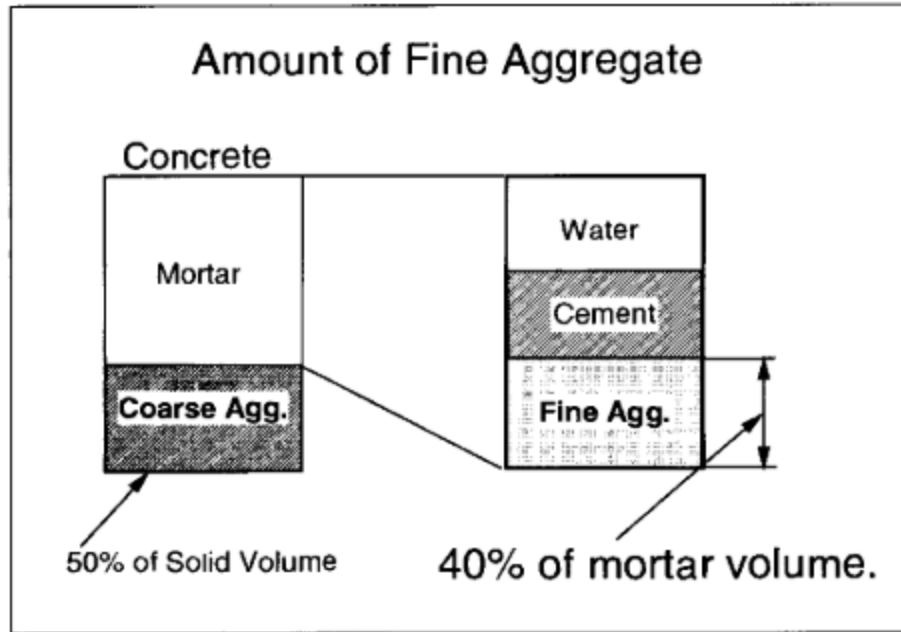 Amount of Fine Aggregate
Concrete
Mortar
Coarse Agg.
50% of Solid Volume
Water
Cement
Fine Agg.
40% of mortar volume.